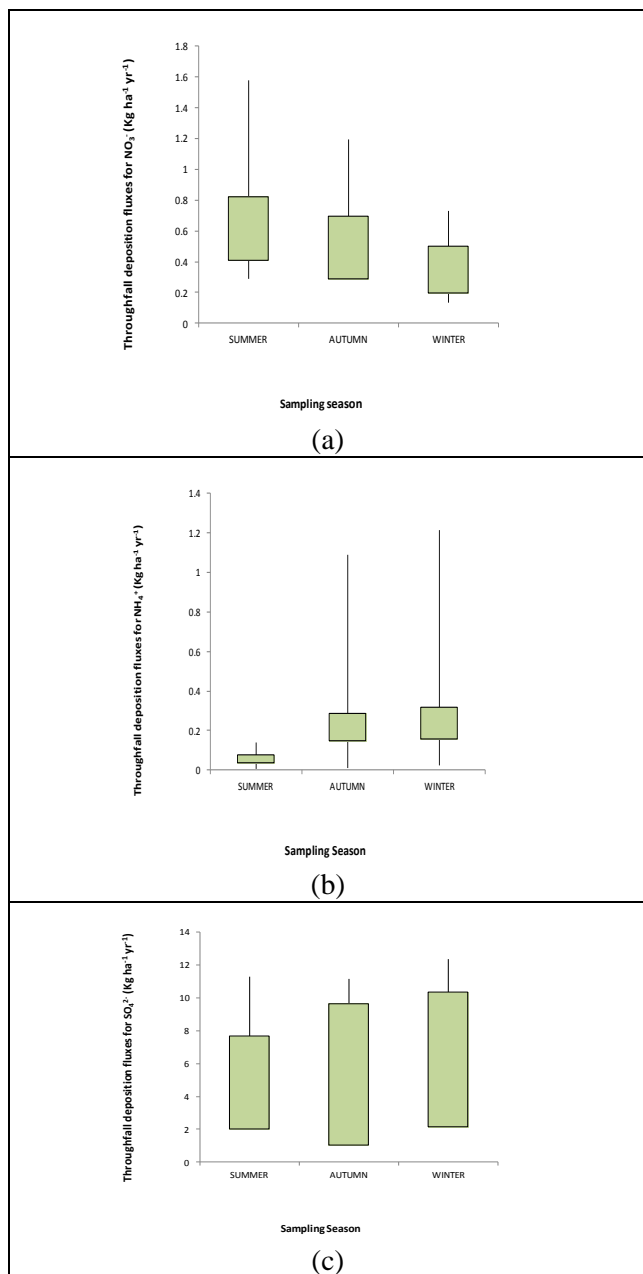 Throughfall deposition fluxes for NO₃⁻ (Kg ha⁻¹ yr⁻¹)
1.8
1.6
1.4
1.2
1
0.8
0.6
0.4
0.2
0
SUMMER AUTUMN WINTER
Sampling season
(a)
Throughfall deposition fluxes for NH₄⁺ (Kg ha⁻¹ yr⁻¹)
1.4
1.2
1
0.8
0.6
0.4
0.2
0
SUMMER AUTUMN WINTER
Sampling Season
(b)
Throughfall deposition fluxes for SO₄²⁻ (Kg ha⁻¹ yr⁻¹)
14
12
10
8
6
4
2
0
SUMMER AUTUMN WINTER
Sampling Season
(c)